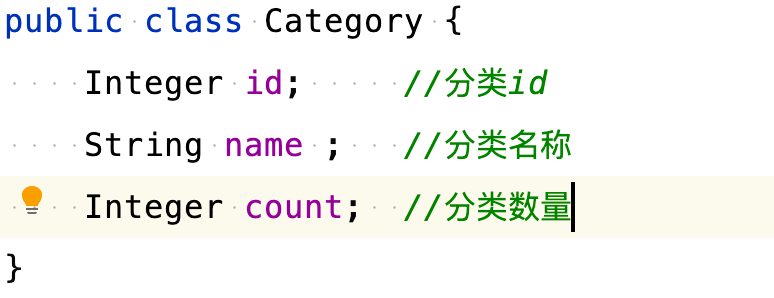 public class Category {
    Integer id;     //分类id
    String name ;   //分类名称
    Integer count;  //分类数量
}